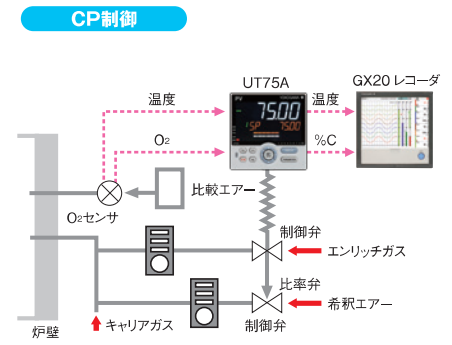 CP制御
UT75A
GX20 レコーダ
温度
温度
PV
75.00
SP
75.00
O2
%C
比較エアー
O2センサ
制御弁
エンリッチガス
比率弁
希釈エアー
キャリアガス
制御弁
炉壁